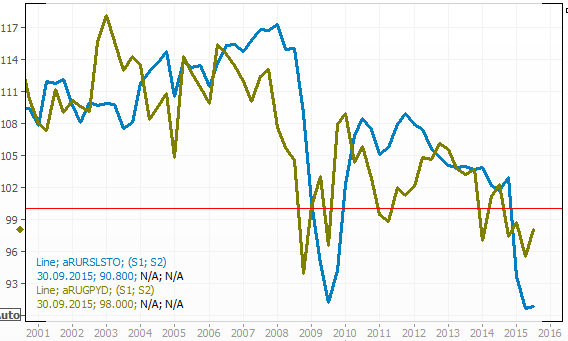 117
114
111
108
105
102
99
96
93
Line; aRURSLSTO; (S1; S2)
30.09.2015; 90.800; N/A; N/A
Line; aRUGPYD; (S1; S2)
30.09.2015; 98.000; N/A; N/A
Auto
2001 2002 2003 2004 2005 2006 2007 2008 2009 2010 2011 2012 2013 2014 2015 2016